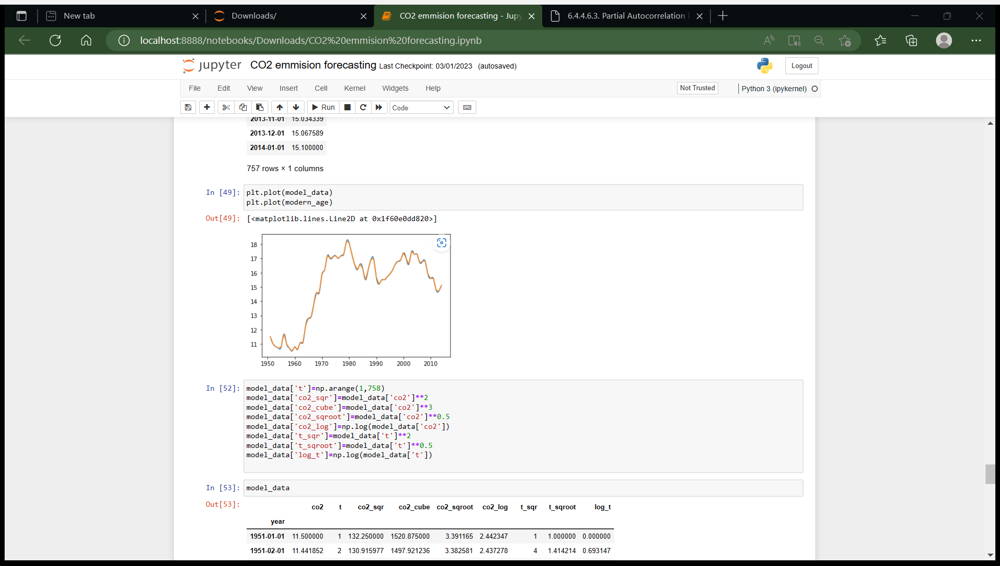 New tab
Downloads/
CO2 emmision forecasting - Jupy
6.4.4.6.3. Partial Autocorrelation
localhost:8888/notebooks/Downloads/CO2%20emmision%20forecasting.ipynb
jupyter CO2 emmision forecasting Last Checkpoint: 03/01/2023 (autosaved)
Logout
File Edit View Insert Cell Kernel Widgets Help
Not Trusted
Python 3 (ipykernel)
Run
Code
2013-11-01 15.034339
2013-12-01 15.067589
2014-01-01 15.100000
757 rows × 1 columns
In [49]: plt.plot(model_data)
plt.plot(modern_age)
Out[49]: [<matplotlib.lines.Line2D at 0x1f60e0dd820>]
18
17
16
15
14
13
12
11
1950 1960 1970 1980 1990 2000 2010
In [52]: model_data['t']=np.arange(1,758)
model_data['co2_sqr']=model_data['co2']**2
model_data['co2_cube']=model_data['co2']**3
model_data['co2_sqroot']=model_data['co2']**0.5
model_data['co2_log']=np.log(model_data['co2'])
model_data['t_sqr']=model_data['t']**2
model_data['t_sqroot']=model_data['t']**0.5
model_data['log_t']=np.log(model_data['t'])
In [53]: model_data
Out[53]:
co2 t co2_sqr co2_cube co2_sqroot co2_log t_sqr t_sqroot log_t
year
1951-01-01 11.500000 1 132.250000 1520.875000 3.391165 2.442347 1 1.000000 0.000000
1951-02-01 11.441852 2 130.915977 1497.921236 3.382581 2.437278 4 1.414214 0.693147